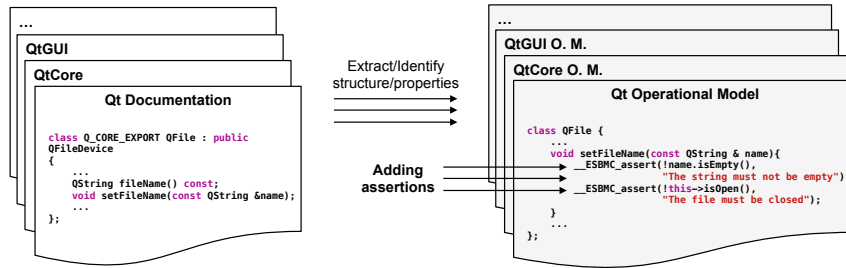 ...
QtGUI
QtCore
Qt Documentation
class Q_CORE_EXPORT QFile : public
QFileDevice
{
...
QString fileName() const;
void setFileName(const QString &name);
...
};
Extract/Identify
structure/properties
Adding
assertions
...
QtGUI O. M.
QtCore O. M.
Qt Operational Model
class QFile {
...
void setFileName(const QString & name){
__ESBMC_assert(!name.isEmpty(),
"The string must not be empty")
__ESBMC_assert(!this->isOpen(),
"The file must be closed");
}
...
};